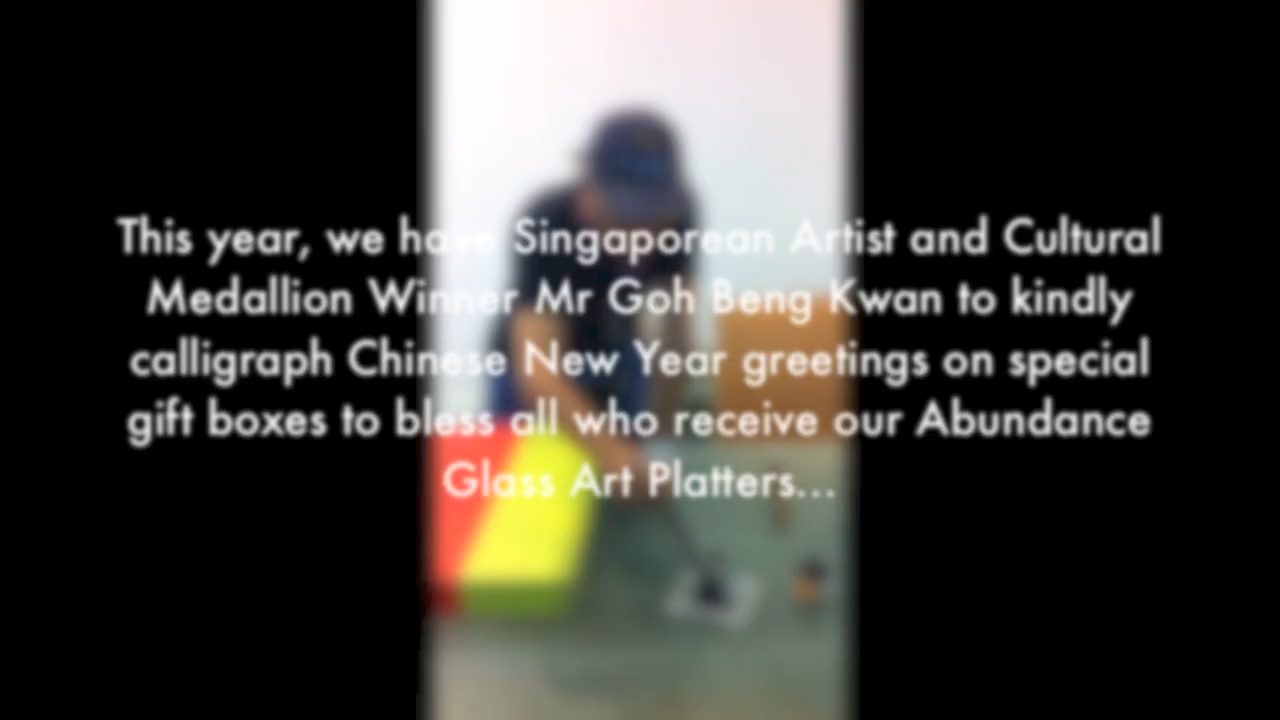 This year, we have Singaporean Artist and Cultural
Medallion Winner Mr Goh Beng Kwan to kindly
calligraph Chinese New Year greetings on special
gift boxes to bless all who receive our Abundance
Glass Art Platters...